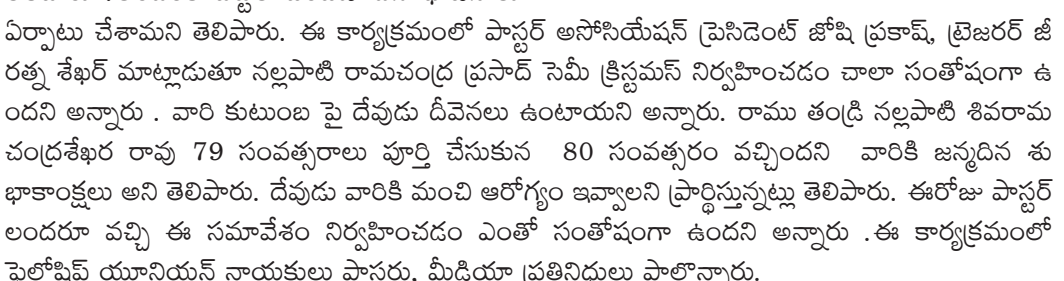 ఏర్పాటు చేశామని తెలిపారు. ఈ కార్యక్రమంలో పాస్టర్ అసోసియేషన్ ప్రెసిడెంట్ జోషి ప్రకాష్, ట్రెజరర్ జీ
రత్న శేఖర్ మాట్లాడుతూ నల్లపాటి రామచంద్ర ప్రసాద్ సెమీ క్రిస్టమస్ నిర్వహించడం చాలా సంతోషంగా ఉ
ందని అన్నారు . వారి కుటుంబ పై దేవుడు దీవెనలు ఉంటాయని అన్నారు. రాము తండ్రి నల్లపాటి శివరామ
చంద్రశేఖర రావు 79 సంవత్సరాలు పూర్తి చేసుకున 80 సంవత్సరం వచ్చిందని వారికి జన్మదిన శు
భాకాంక్షలు అని తెలిపారు. దేవుడు వారికి మంచి ఆరోగ్యం ఇవ్వాలని ప్రార్థిస్తున్నట్లు తెలిపారు. ఈరోజు పాస్టర్
లందరూ వచ్చి ఈ సమావేశం నిర్వహించడం ఎంతో సంతోషంగా ఉందని అన్నారు .ఈ కార్యక్రమంలో
ఫెలోషిప్ యూనియన్ నాయకులు పాస్టర్లు, మీడియా ప్రతినిధులు పాల్గొన్నారు.